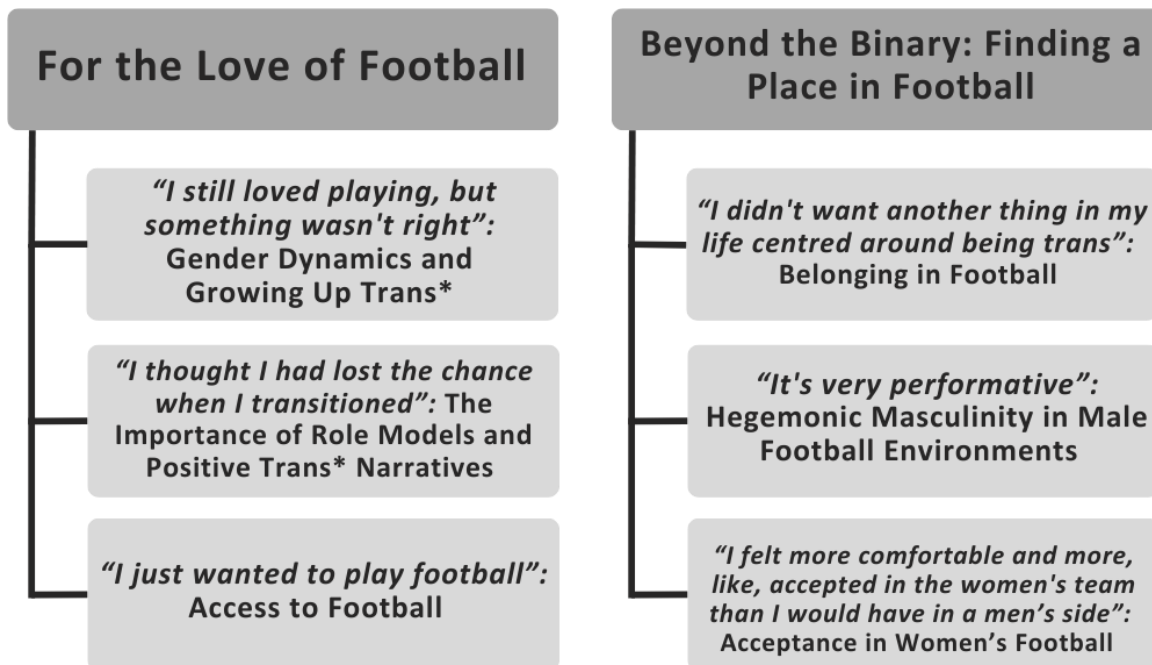 For the Love of Football
“I still loved playing, but
something wasn't right”:
Gender Dynamics and
Growing Up Trans*
“I thought I had lost the chance
when I transitioned”: The
Importance of Role Models and
Positive Trans* Narratives
“I just wanted to play football”:
Access to Football
Beyond the Binary: Finding a
Place in Football
“I didn't want another thing in my
life centred around being trans”:
Belonging in Football
“It's very performative”:
Hegemonic Masculinity in Male
Football Environments
“I felt more comfortable and more,
like, accepted in the women's team
than I would have in a men’s side”:
Acceptance in Women’s Football